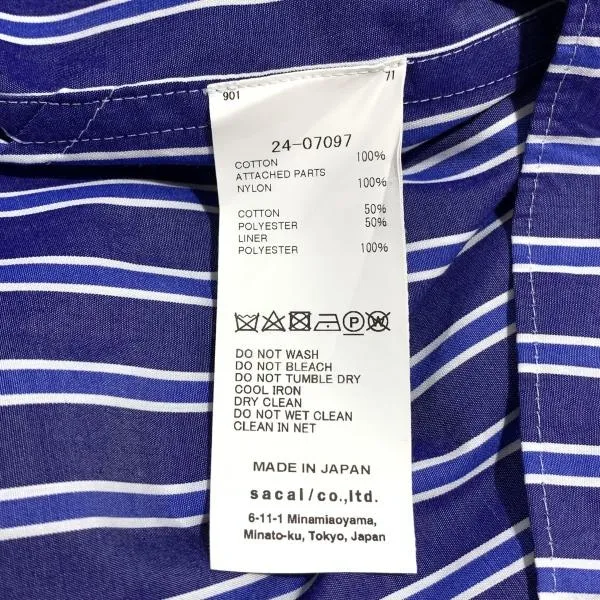 901 71
24-07097
COTTON 100%
ATTACHED PARTS
NYLON 100%
COTTON 50%
POLYESTER 50%
LINER
POLYESTER 100%
P W
DO NOT WASH
DO NOT BLEACH
DO NOT TUMBLE DRY
COOL IRON
DRY CLEAN
DO NOT WET CLEAN
CLEAN IN NET
MADE IN JAPAN
sacai/co.,ltd.
6-11-1 Minamiaoyama,
Minato-ku, Tokyo, Japan